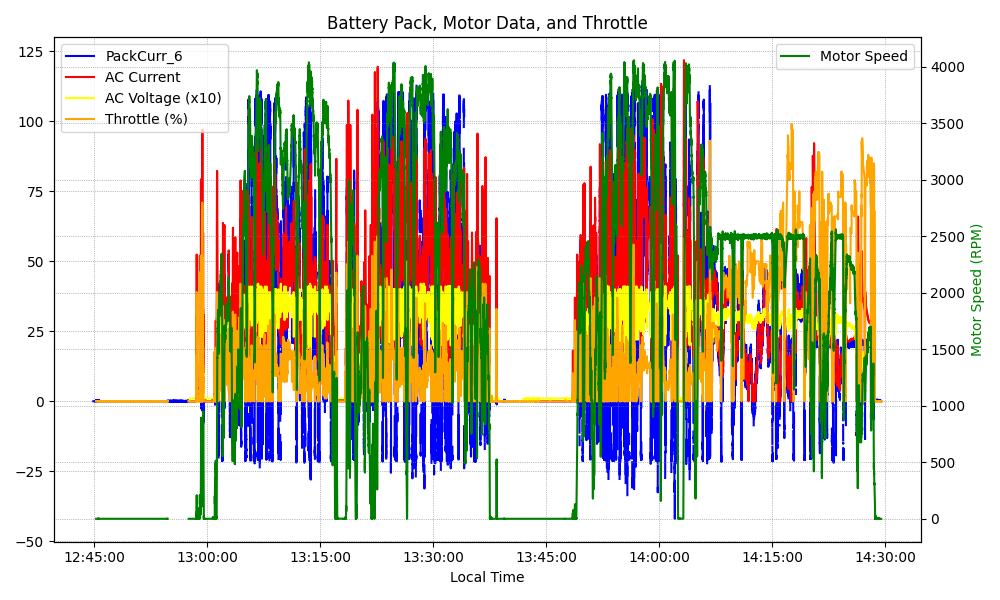 Battery Pack, Motor Data, and Throttle
PackCurr_6
AC Current
AC Voltage (x10)
Throttle (%)
Motor Speed
125
100
75
50
25
0
−25
−50
4000
3500
3000
2500
2000
1500
1000
500
0
Motor Speed (RPM)
12:45:00 13:00:00 13:15:00 13:30:00 13:45:00 14:00:00 14:15:00 14:30:00
Local Time